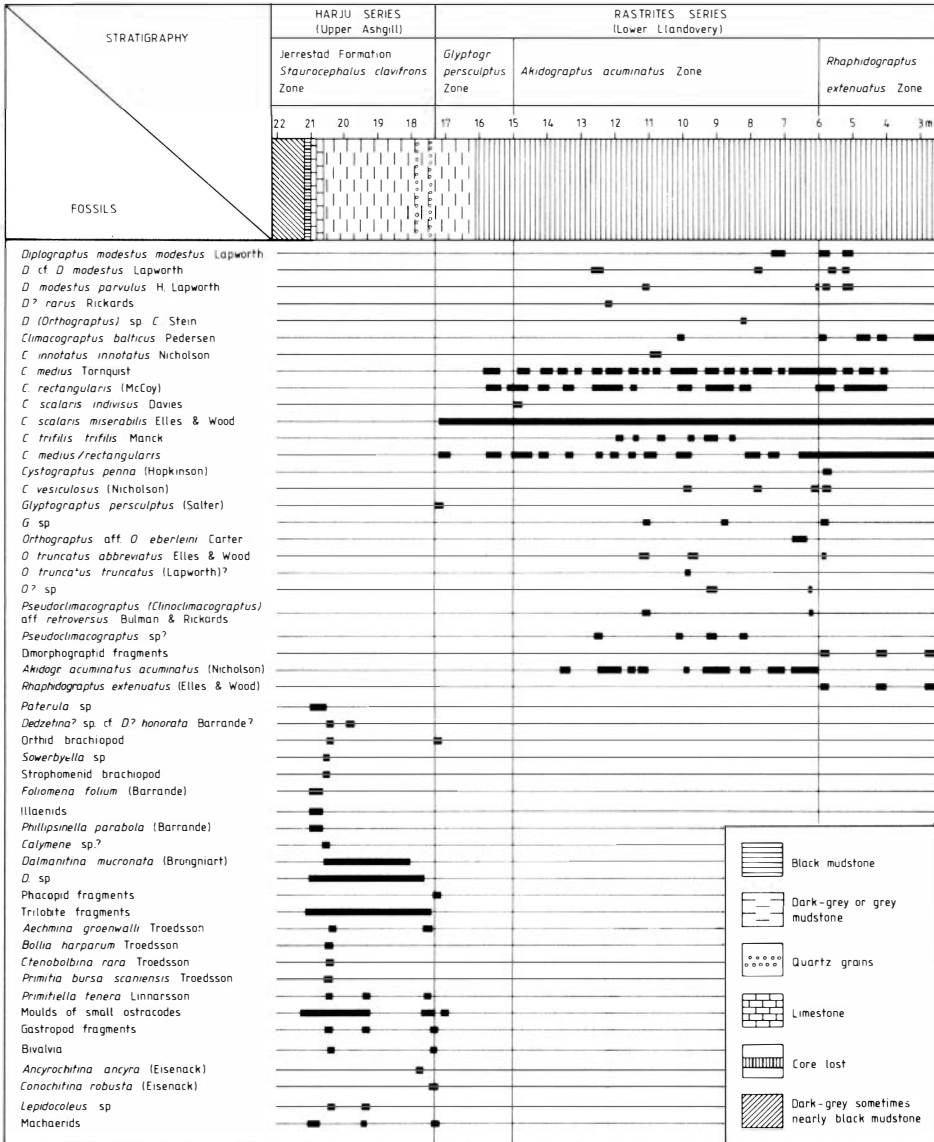 STRATIGRAPHY
FOSSILS
HARJU SERIES
(Upper Ashgill)
RASTRITES SERIES
(Lower Llandovery)
Jerrestad Formation
Staurocephalus clavifrons
Zone
Glyptogr
persculptus
Zone
Akidograptus acuminatus Zone
Rhaphidograptus
extenuatus Zone
22 21 20 19 18 17 16 15 14 13 12 11 10 9 8 7 6 5 4 3 m
Diplograptus modestus modestus Lapworth
D cf D modestus Lapworth
D modestus parvulus H. Lapworth
D? rarus Rickards
D (Orthograptus) sp. C Stein
Climacograptus balticus Pedersen
C innotatus innotatus Nicholson
C medius Tornquist
C. rectangularis (McCoy)
C scalaris indivisus Davies
C scalaris miserabilis Elles & Wood
C trifilis trifilis Manck
C medius/rectangularis
Cystograptus penna (Hopkinson)
C vesiculosus (Nicholson)
Glyptograptus persculptus (Salter)
G sp
Orthograptus aff. O eberleini Carter
O truncatus abbreviatus Elles & Wood
O truncatus truncatus (Lapworth)?
O? sp
Pseudoclimacograptus (Clinoclimacograptus)
aff retroversus Bulman & Rickards
Pseudoclimacograptus sp?
Dimorphograptid fragments
Akidogr acuminatus acuminatus (Nicholson)
Rhaphidograptus extenuatus (Elles & Wood)
Paterula sp
Dedzetina? sp. cf D? honorata Barrande?
Orthid brachiopod
Sowerbyella sp
Strophomenid brachiopod
Foliomena folium (Barrande)
Illaenids
Phillipsinella parabola (Barrande)
Calymene sp.?
Dalmanitina mucronata (Brongniart)
D. sp
Phacopid fragments
Trilobite fragments
Aechmina groenwalli Troedsson
Bollia harparum Troedsson
Ctenobolbina rara Troedsson
Primitia bursa scaniensis Troedsson
Primitiella tenera Linnarsson
Moulds of small ostracodes
Gastropod fragments
Bivalvia
Ancyrochitina ancyra (Eisenack)
Conochitina robusta (Eisenack)
Lepidocoleus sp
Machaerids
Black mudstone
Dark-grey or grey
mudstone
Quartz grains
Limestone
Core lost
Dark-grey sometimes
nearly black mudstone